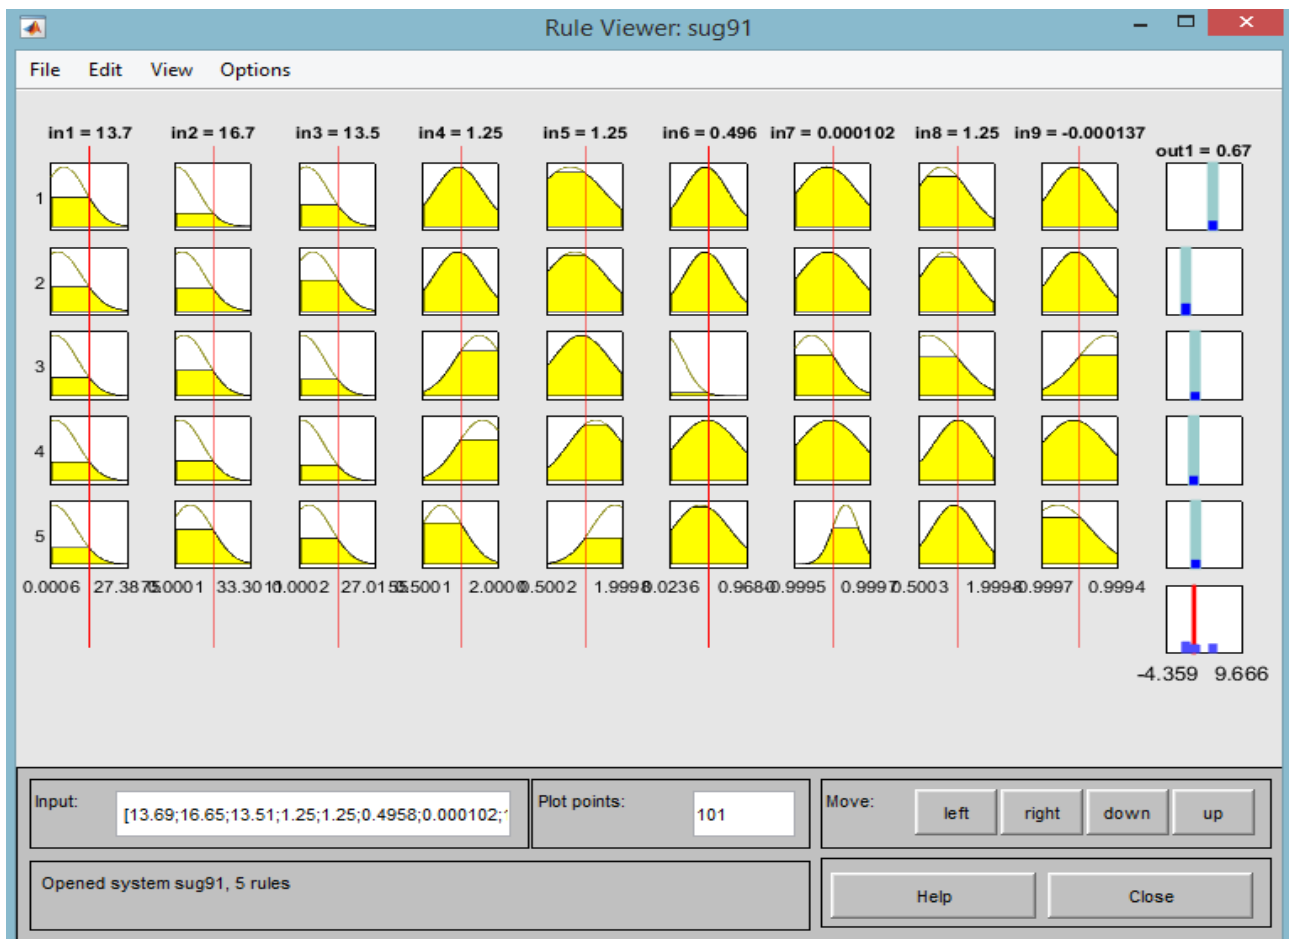 Rule Viewer: sug91
File Edit View Options
in1 = 13.7 in2 = 16.7 in3 = 13.5 in4 = 1.25 in5 = 1.25 in6 = 0.496 in7 = 0.000102 in8 = 1.25 in9 = -0.000137
out1 = 0.67
1
2
3
4
5
0.0006 27.3875 0.0001 33.3011 0.0002 27.0155 0.5001 2.0000 0.5002 1.9998 0.0236 0.9680 -0.9995 0.9997 0.5003 1.9998 -0.9997 0.9994
-4.359 9.666
Input:
[13.69;16.65;13.51;1.25;1.25;0.4958;0.000102;
Plot points:
101
Move:
left right down up
Opened system sug91, 5 rules
Help Close